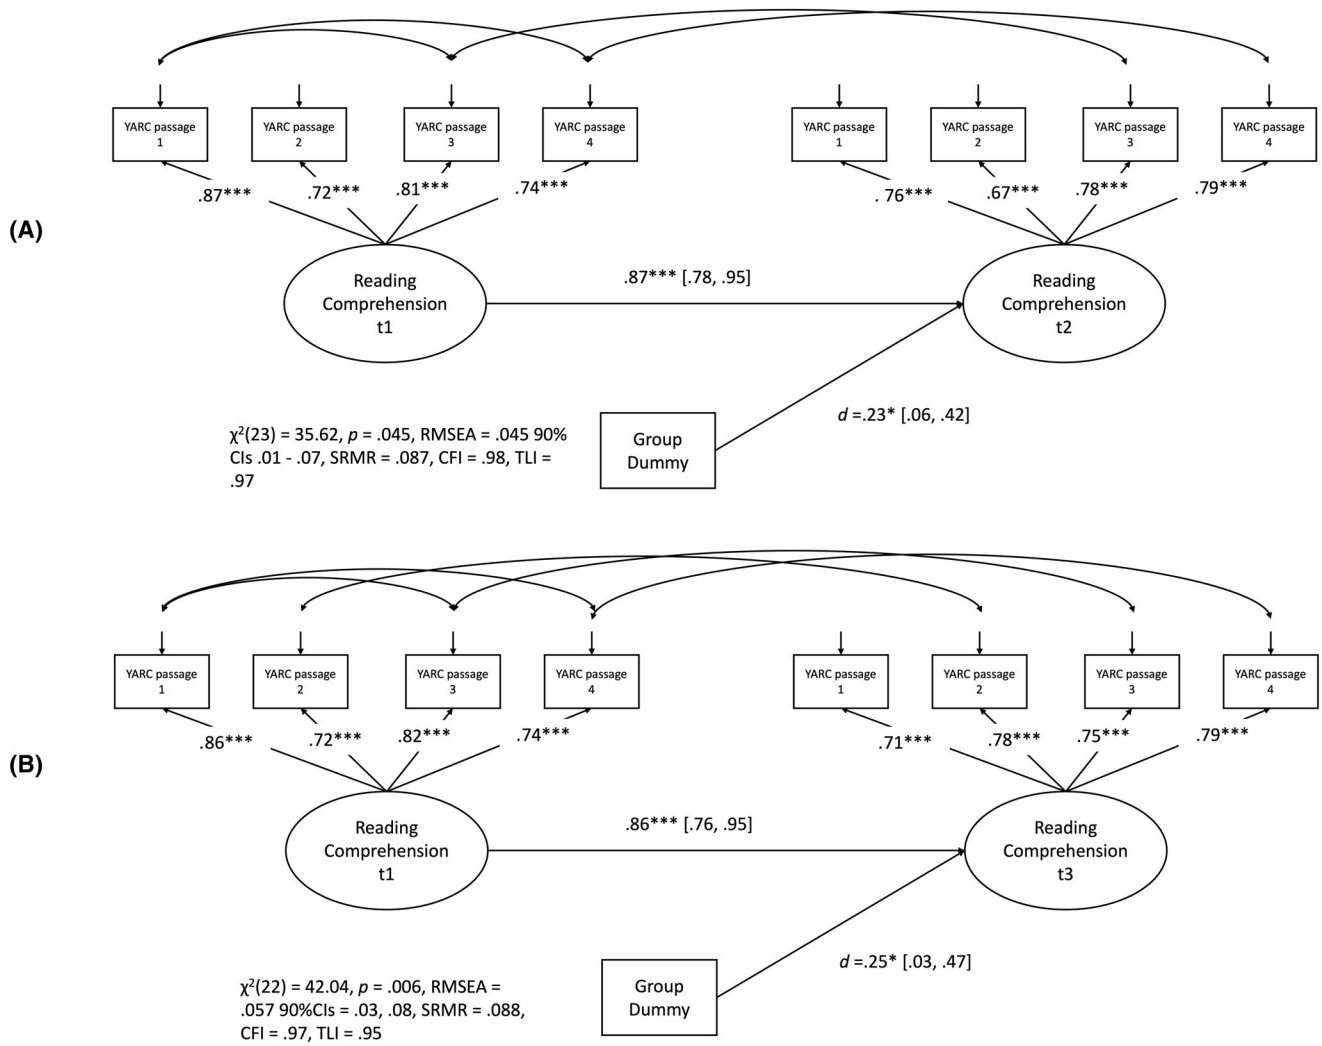 YARC passage
1
YARC passage
2
YARC passage
3
YARC passage
4
YARC passage
1
YARC passage
2
YARC passage
3
YARC passage
4
.87***
.72***
.81***
.74***
. 76***
.67***
.78***
.79***
(A)
Reading
Comprehension
t1
.87*** [.78, .95]
Reading
Comprehension
t2
d =.23* [.06, .42]
χ²(23) = 35.62, p = .045, RMSEA = .045 90%
CIs .01 - .07, SRMR = .087, CFI = .98, TLI =
.97
Group
Dummy
YARC passage
1
YARC passage
2
YARC passage
3
YARC passage
4
YARC passage
1
YARC passage
2
YARC passage
3
YARC passage
4
.86***
.72***
.82***
.74***
.71***
.78***
.75***
.79***
(B)
Reading
Comprehension
t1
.86*** [.76, .95]
Reading
Comprehension
t3
d =.25* [.03, .47]
χ²(22) = 42.04, p = .006, RMSEA =
.057 90%CIs = .03, .08, SRMR = .088,
CFI = .97, TLI = .95
Group
Dummy